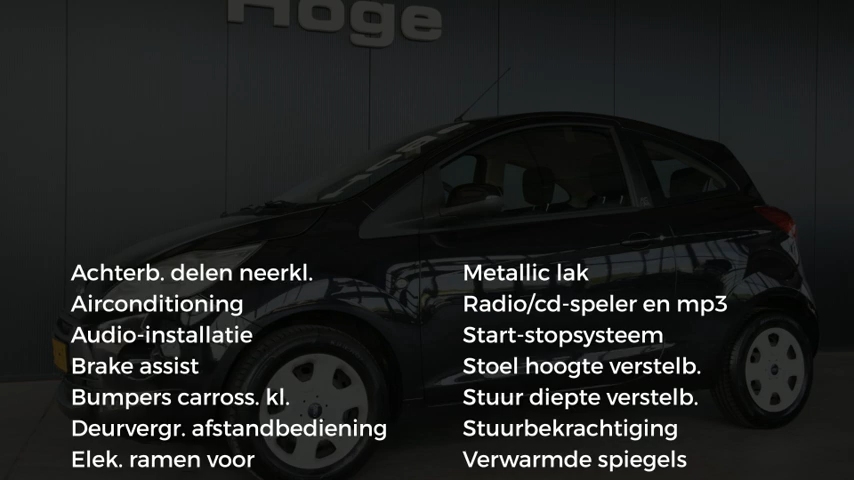 Hoge
Achterb. delen neerkl.
Airconditioning
Audio-installatie
Brake assist
Bumpers carross. kl.
Deurvergr. afstandbediening
Elek. ramen voor
Metallic lak
Radio/cd-speler en mp3
Start-stopsysteem
Stoel hoogte verstelb.
Stuur diepte verstelb.
Stuurbekrachtiging
Verwarmde spiegels